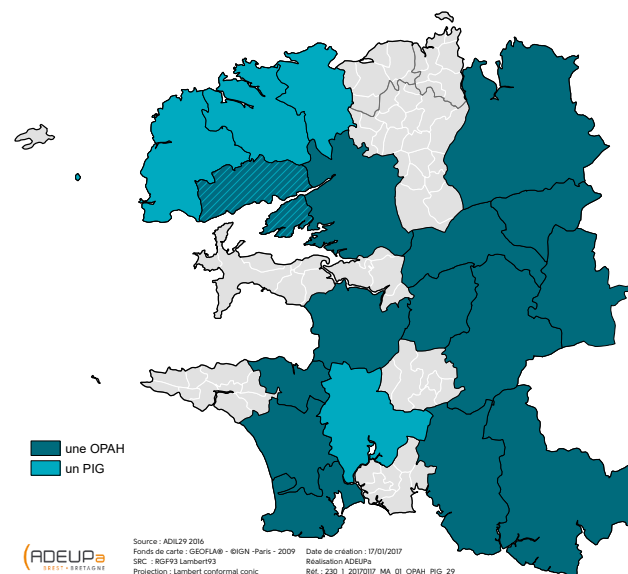 une OPAH
un PIG
ADEUPa
BREST • BRETAGNE
Source : ADIL29 2016
Fonds de carte : GEOFLA® - ©IGN -Paris - 2009
SRC : RGF93 Lambert93
Projection : Lambert conformal conic
Date de création : 17/01/2017
Réalisation ADEUPa
Réf. : 230_1_20170117_MA_01_OPAH_PIG_29